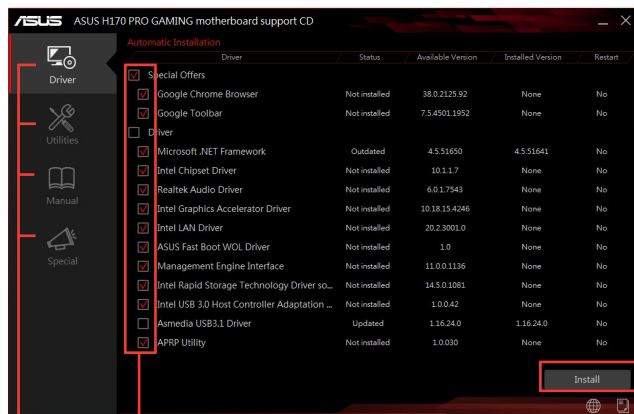 ASUS ASUS H170 PRO GAMING motherboard support CD
Automatic Installation
Driver Status Available Version Installed Version Restart
Special Offers
Google Chrome Browser Not installed 38.0.2125.92 None No
Google Toolbar Not installed 7.5.4501.1952 None No
Driver
Microsoft .NET Framework Outdated 4.5.51650 4.5.51641 No
Intel Chipset Driver Not installed 10.1.1.7 None No
Realtek Audio Driver Not installed 6.0.1.7543 None No
Intel Graphics Accelerator Driver Not installed 10.18.15.4246 None No
Intel LAN Driver Not installed 20.2.3001.0 None No
ASUS Fast Boot WOL Driver Not installed 1.0 None No
Management Engine Interface Not installed 11.0.0.1136 None No
Intel Rapid Storage Technology Driver so... Not installed 14.5.0.1081 None No
Intel USB 3.0 Host Controller Adaptation ... Not installed 1.0.0.42 None No
Asmedia USB3.1 Driver Updated 1.16.24.0 1.16.24.0 No
APRP Utility Not installed 1.0.030 None No
Driver
Utilities
Manual
Special
Install